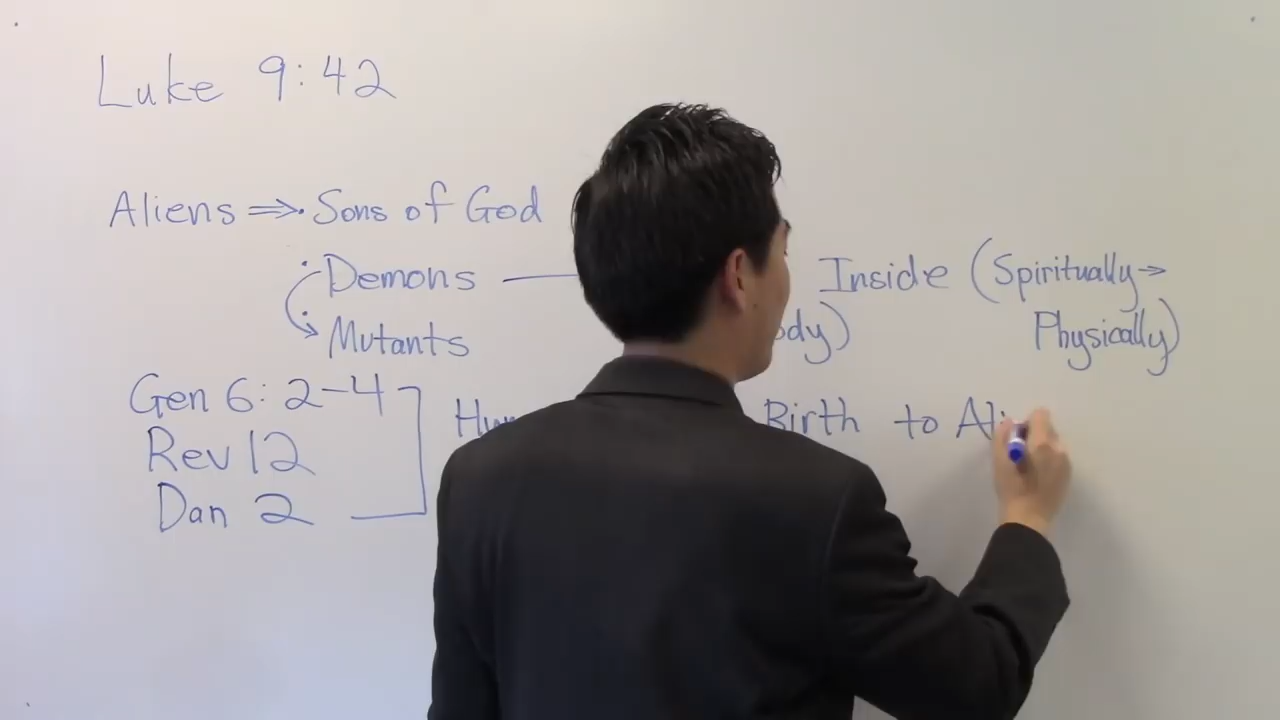 Luke 9:42
Aliens ⇒ • Sons of God
• Demons — Inside (Spiritually →
• Mutants ody) Physically)
Gen 6:2-4 Birth to Ali
Rev 12
Dan 2